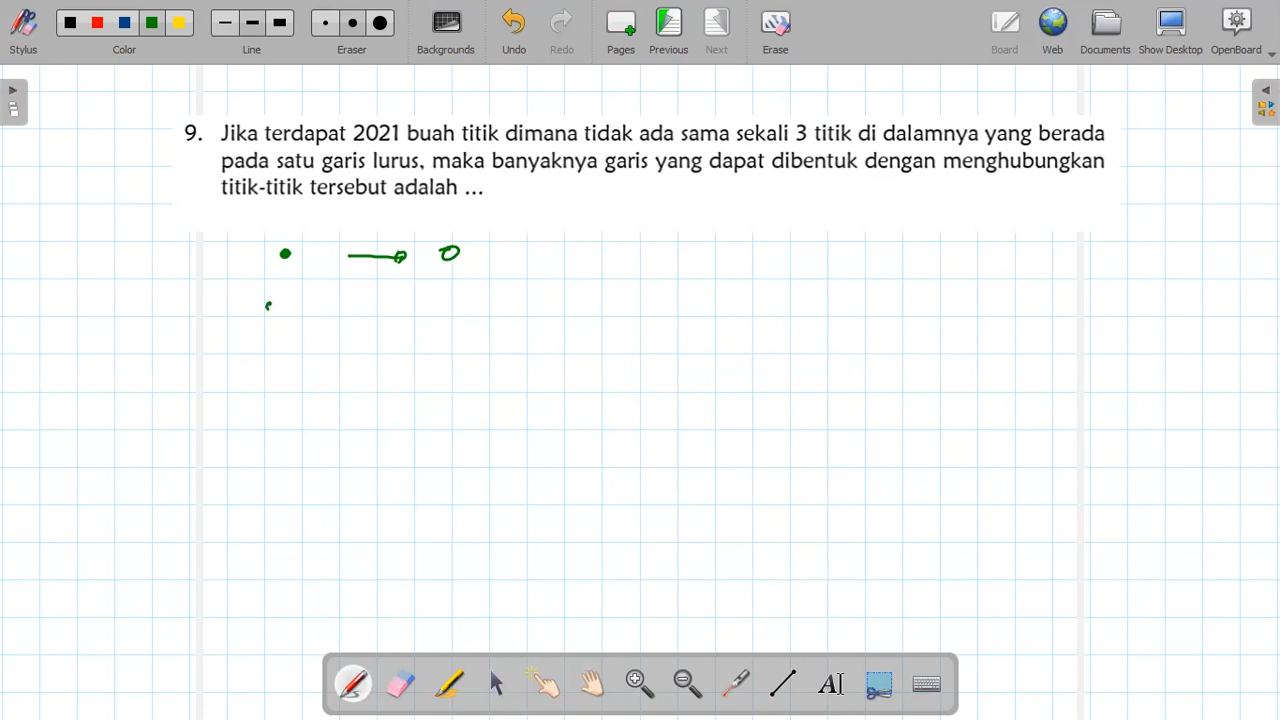 Stylus
Color
Line
Eraser
Backgrounds
Undo
Redo
Pages
Previous
Next
Erase
Board
Web
Documents
Show Desktop
OpenBoard
9. Jika terdapat 2021 buah titik dimana tidak ada sama sekali 3 titik di dalamnya yang berada
pada satu garis lurus, maka banyaknya garis yang dapat dibentuk dengan menghubungkan
titik-titik tersebut adalah ...
• → 0
AI